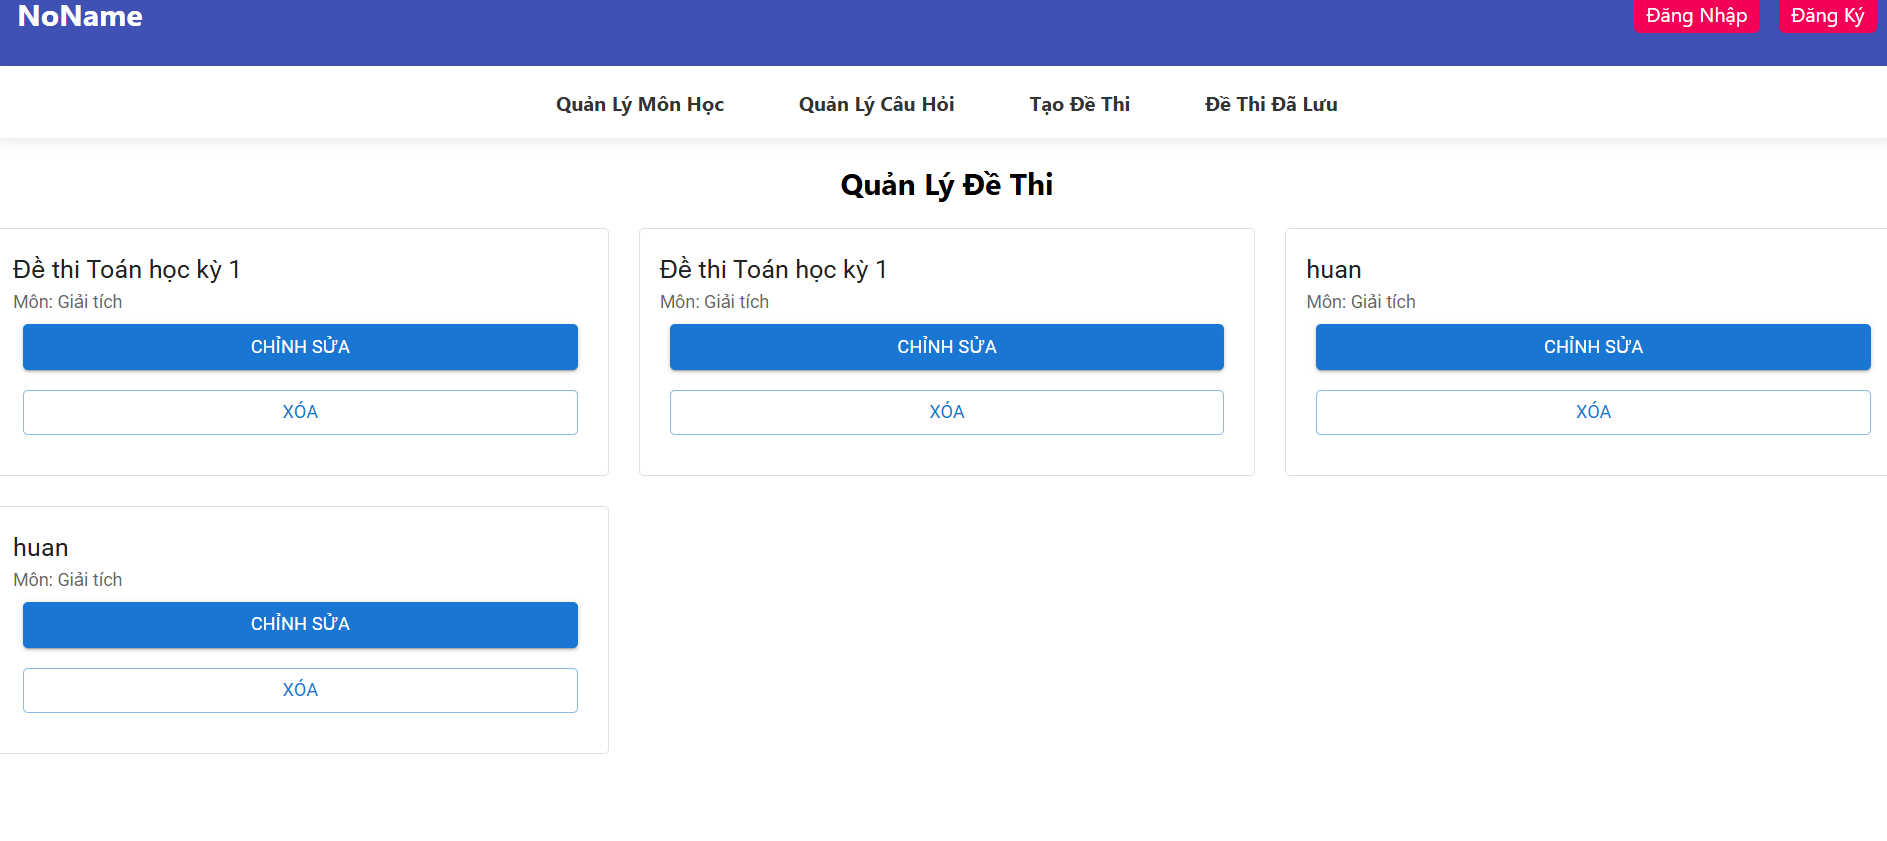 NoName
Đăng Nhập
Đăng Ký
Quản Lý Môn Học
Quản Lý Câu Hỏi
Tạo Đề Thi
Đề Thi Đã Lưu
Quản Lý Đề Thi
Đề thi Toán học kỳ 1
Môn: Giải tích
CHỈNH SỬA
XÓA
Đề thi Toán học kỳ 1
Môn: Giải tích
CHỈNH SỬA
XÓA
huan
Môn: Giải tích
CHỈNH SỬA
XÓA
huan
Môn: Giải tích
CHỈNH SỬA
XÓA